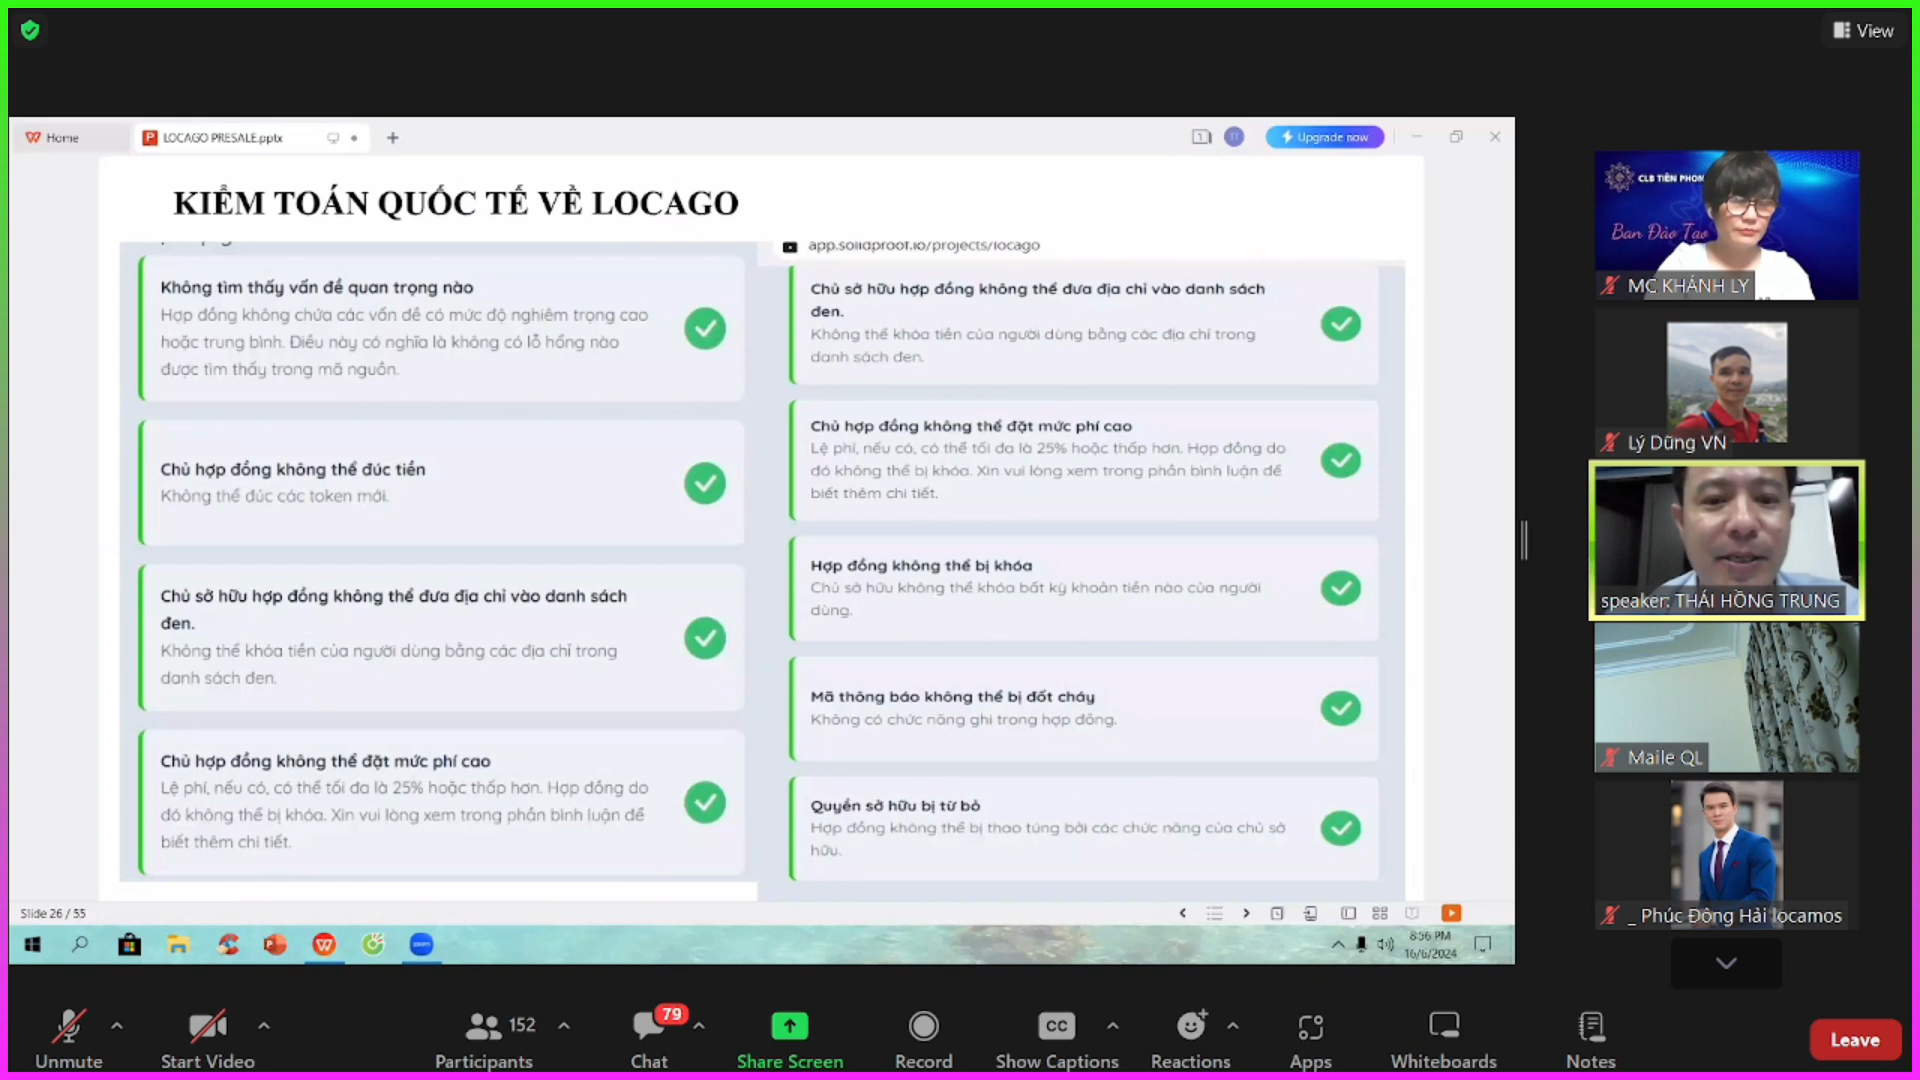 View
Home
LOCAGO PRESALE.pptx
Upgrade now
KIỂM TOÁN QUỐC TẾ VỀ LOCAGO
app.solidproof.io/projects/locago
Không tìm thấy vấn đề quan trọng nào
Hợp đồng không chứa các vấn đề có mức độ nghiêm trọng cao
hoặc trung bình. Điều này có nghĩa là không có lỗ hổng nào
được tìm thấy trong mã nguồn.
Chủ hợp đồng không thể đúc tiền
Không thể đúc các token mới.
Chủ sở hữu hợp đồng không thể đưa địa chỉ vào danh sách
đen.
Không thể khóa tiền của người dùng bằng các địa chỉ trong
danh sách đen.
Chủ hợp đồng không thể đặt mức phí cao
Lệ phí, nếu có, có thể tối đa là 25% hoặc thấp hơn. Hợp đồng do
đó không thể bị khóa. Xin vui lòng xem trong phần bình luận để
biết thêm chi tiết.
Chủ sở hữu hợp đồng không thể đưa địa chỉ vào danh sách
đen.
Không thể khóa tiền của người dùng bằng các địa chỉ trong
danh sách đen.
Chủ hợp đồng không thể đặt mức phí cao
Lệ phí, nếu có, có thể tối đa là 25% hoặc thấp hơn. Hợp đồng do
đó không thể bị khóa. Xin vui lòng xem trong phần bình luận để
biết thêm chi tiết.
Hợp đồng không thể bị khóa
Chủ sở hữu không thể khóa bất kỳ khoản tiền nào của người
dùng.
Mã thông báo không thể bị đốt cháy
Không có chức năng ghi trong hợp đồng.
Quyền sở hữu bị từ bỏ
Hợp đồng không thể bị thao túng bởi các chức năng của chủ sở
hữu.
Slide 26 / 55
8:56 PM
16/6/2024
CLB TIÊN PHON
Ban Đào Tạo
MC KHÁNH LY
Lý Dũng VN
speaker: THÁI HỒNG TRUNG
Maile QL
_ Phúc Đông Hải locamos
Unmute
Start Video
152
Participants
79
Chat
Share Screen
Record
CC
Show Captions
Reactions
Apps
Whiteboards
Notes
Leave